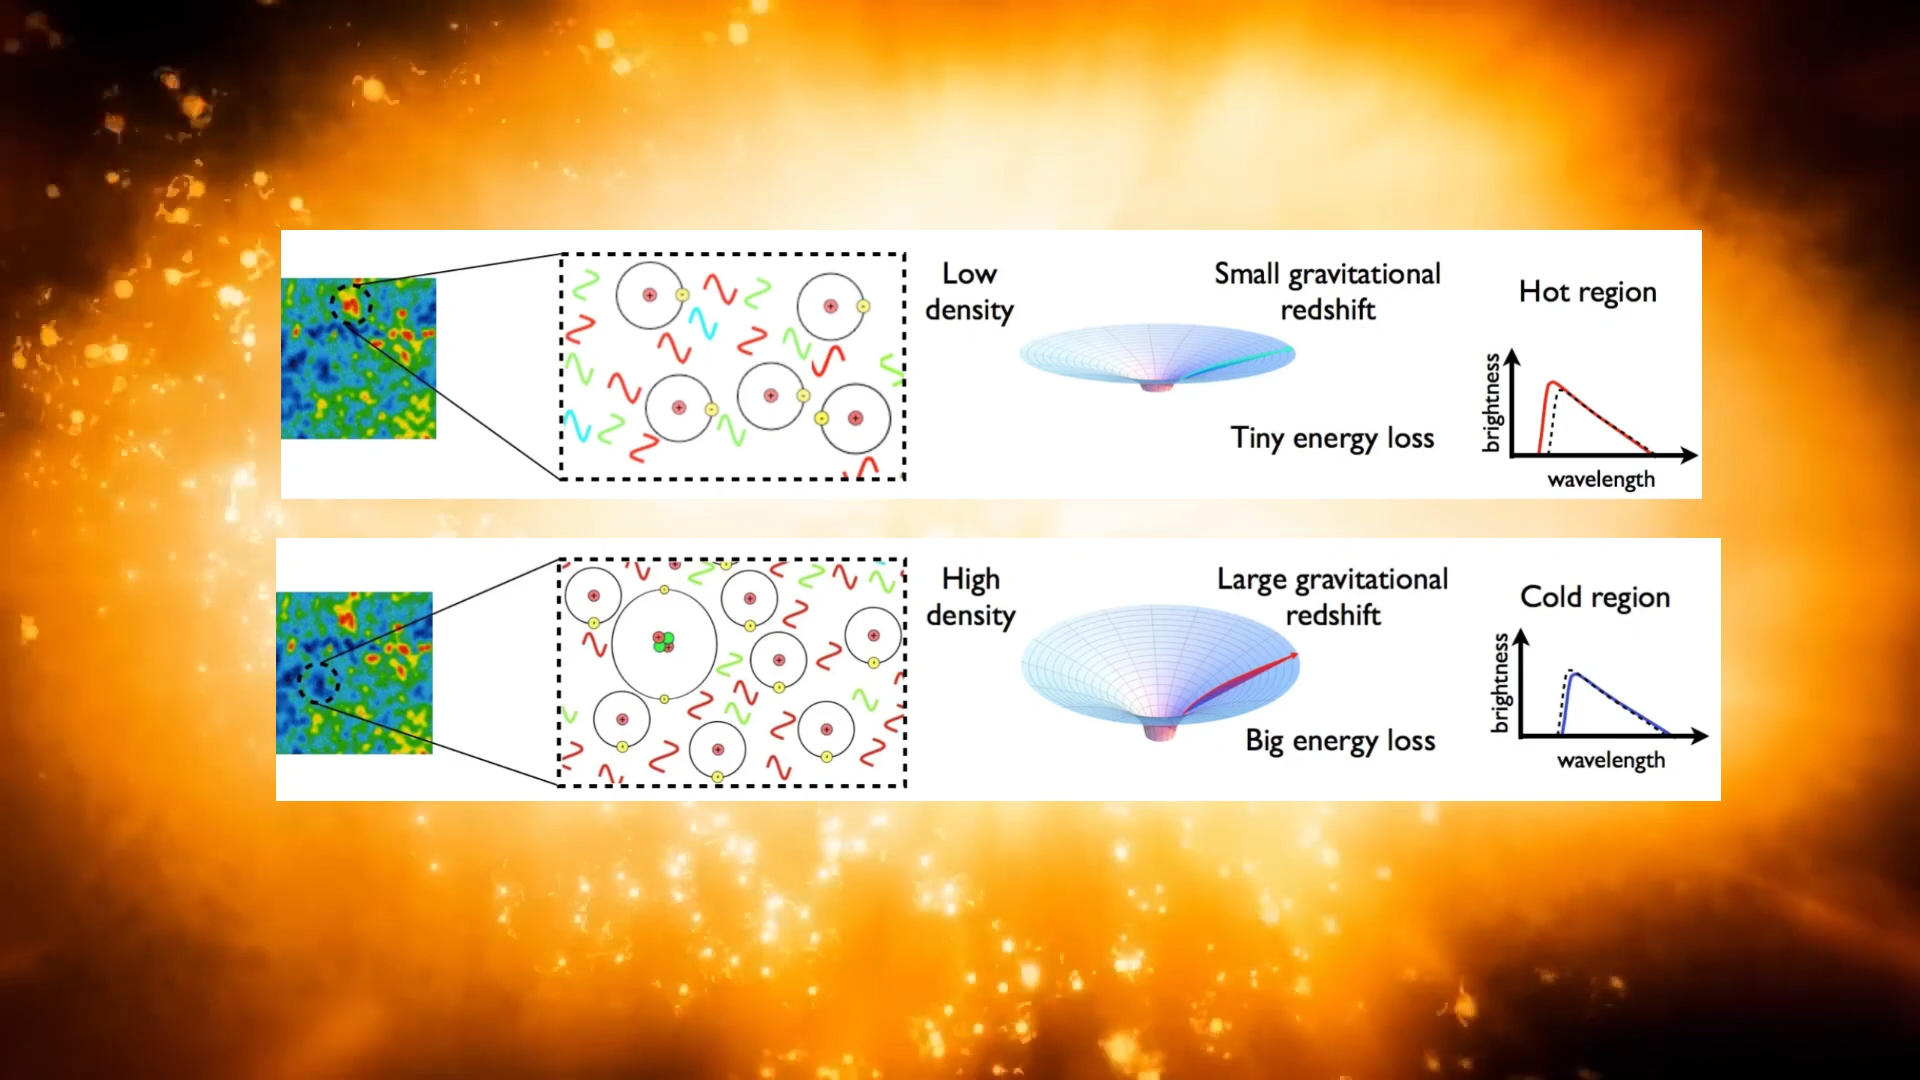 Low
density
Small gravitational
redshift
Tiny energy loss
Hot region
brightness
wavelength
High
density
Large gravitational
redshift
Big energy loss
Cold region
brightness
wavelength